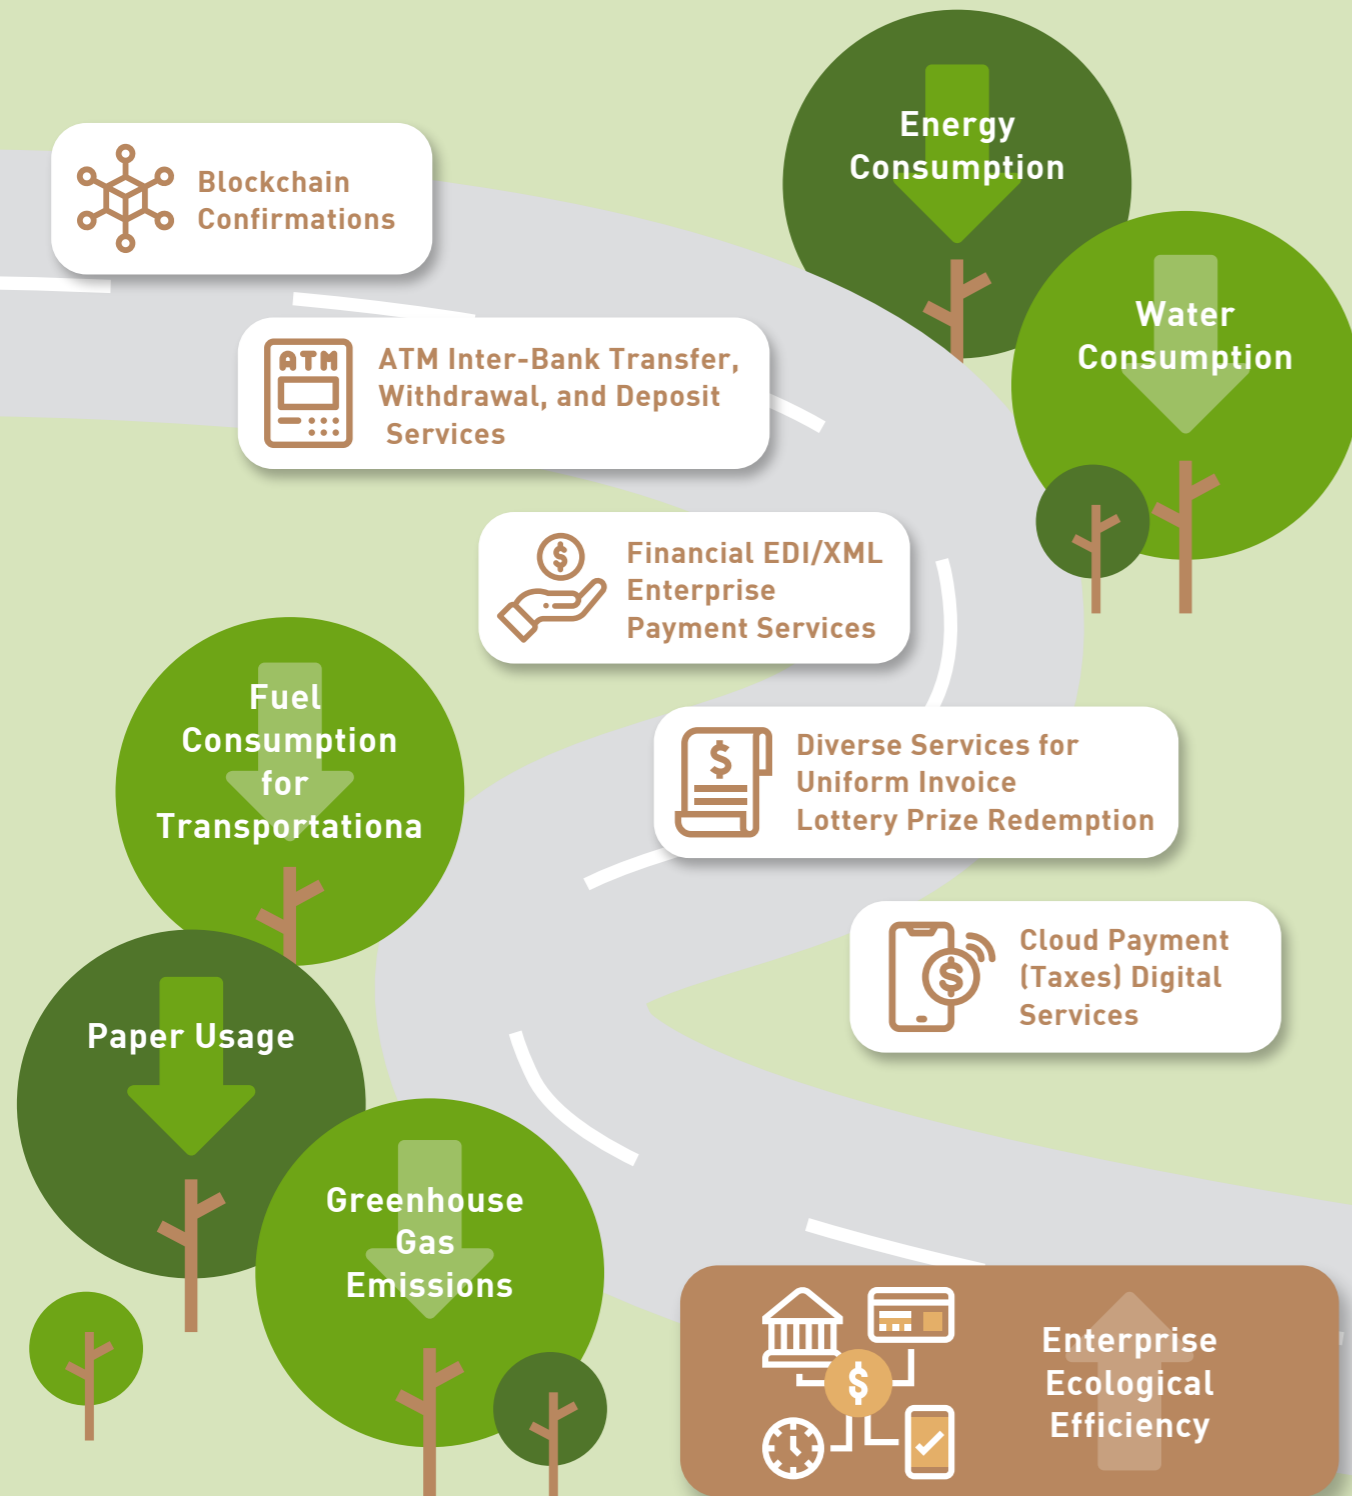 Energy
Consumption
Blockchain
Confirmations
Water
Consumption
ATM
ATM Inter-Bank Transfer,
Withdrawal, and Deposit
Services
Financial EDI/XML
Enterprise
Payment Services
Fuel
Consumption
for
Transportationa
Diverse Services for
Uniform Invoice
Lottery Prize Redemption
Cloud Payment
(Taxes) Digital
Services
Paper Usage
Greenhouse
Gas
Emissions
Enterprise
Ecological
Efficiency